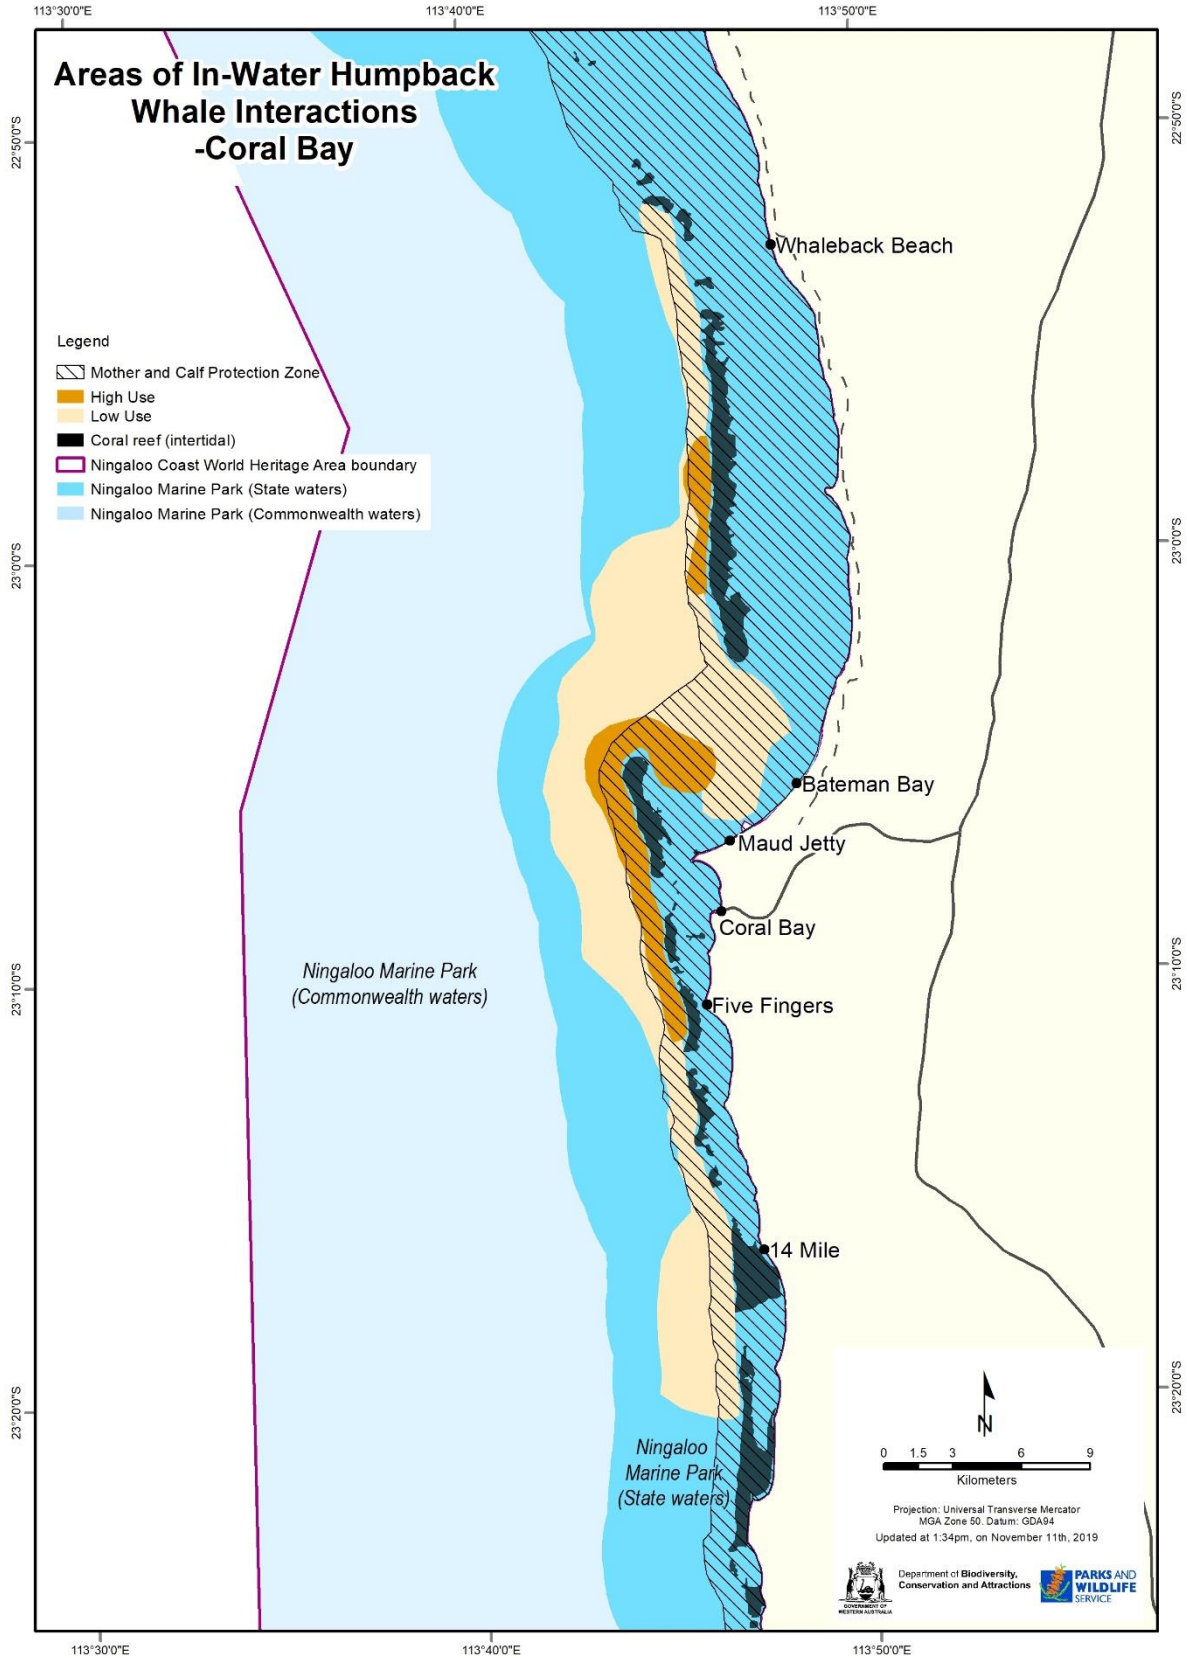 113°30'0"E
113°40'0"E
113°50'0"E
Areas of In-Water Humpback
Whale Interactions
-Coral Bay
22°50'0"S
22°50'0"S
Whaleback Beach
Legend
Mother and Calf Protection Zone
High Use
Low Use
Coral reef (intertidal)
Ningaloo Coast World Heritage Area boundary
Ningaloo Marine Park (State waters)
Ningaloo Marine Park (Commonwealth waters)
23°0'0"S
23°0'0"S
Bateman Bay
Maud Jetty
Coral Bay
Ningaloo Marine Park
(Commonwealth waters)
23°10'0"S
23°10'0"S
Five Fingers
14 Mile
23°20'0"S
23°20'0"S
Ningaloo
Marine Park
(State waters)
N
0 1.5 3 6 9
Kilometers
Projection: Universal Transverse Mercator
MGA Zone 50. Datum: GDA94
Updated at 1:34pm, on November 11th, 2019
GOVERNMENT OF
WESTERN AUSTRALIA
Department of Biodiversity,
Conservation and Attractions
PARKS AND
WILDLIFE
SERVICE
113°30'0"E
113°40'0"E
113°50'0"E